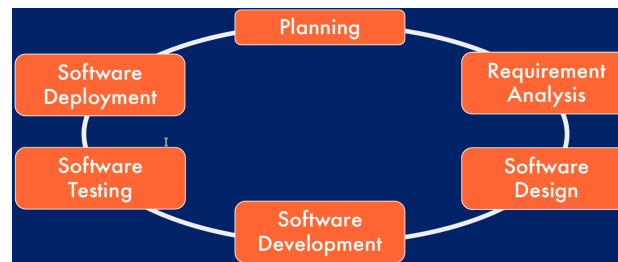 Planning
Requirement
Analysis
Software
Design
Software
Development
Software
Testing
Software
Deployment